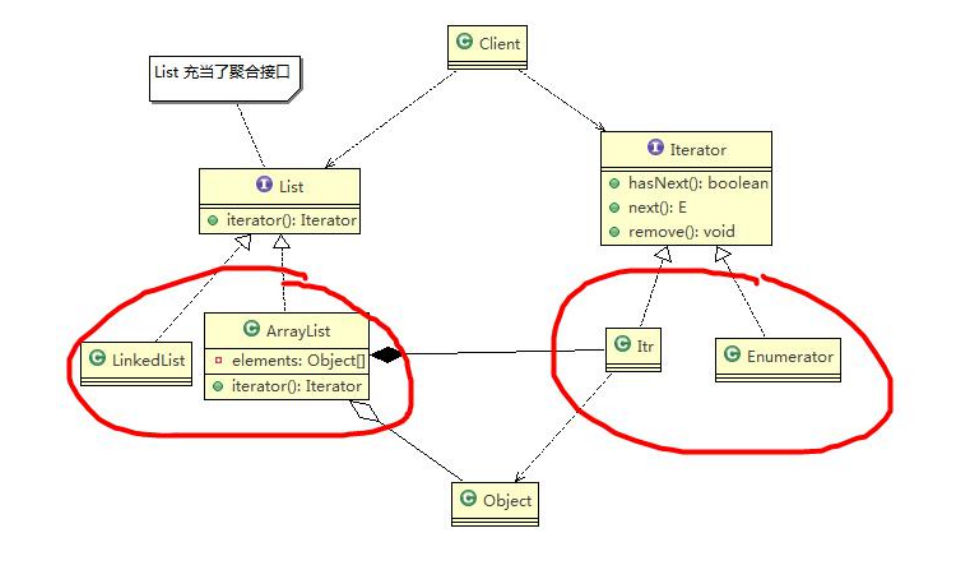 Client
List 充当了聚合接口
Iterator
hasNext(): boolean
next(): E
remove(): void
List
iterator(): Iterator
LinkedList
ArrayList
elements: Object[]
iterator(): Iterator
Itr
Enumerator
Object